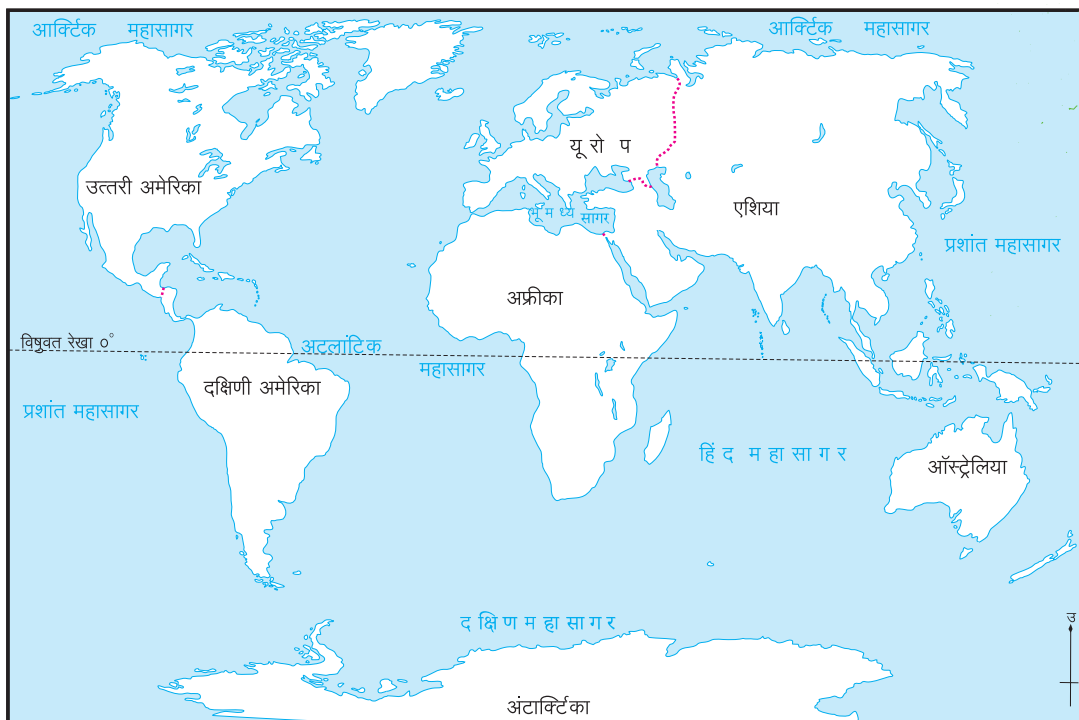 आर्क्टिक महासागर
आर्क्टिक महासागर
यू रो प
उत्तरी अमेरिका
एशिया
भू म ध्य सागर
प्रशांत महासागर
अफ्रीका
विषुवत रेखा ०°
अटलांटिक
महासागर
दक्षिणी अमेरिका
प्रशांत महासागर
हिं द म हा सा ग र
ऑस्ट्रेलिया
द क्षि ण म हा सा ग र
उ
अंटार्क्टिका